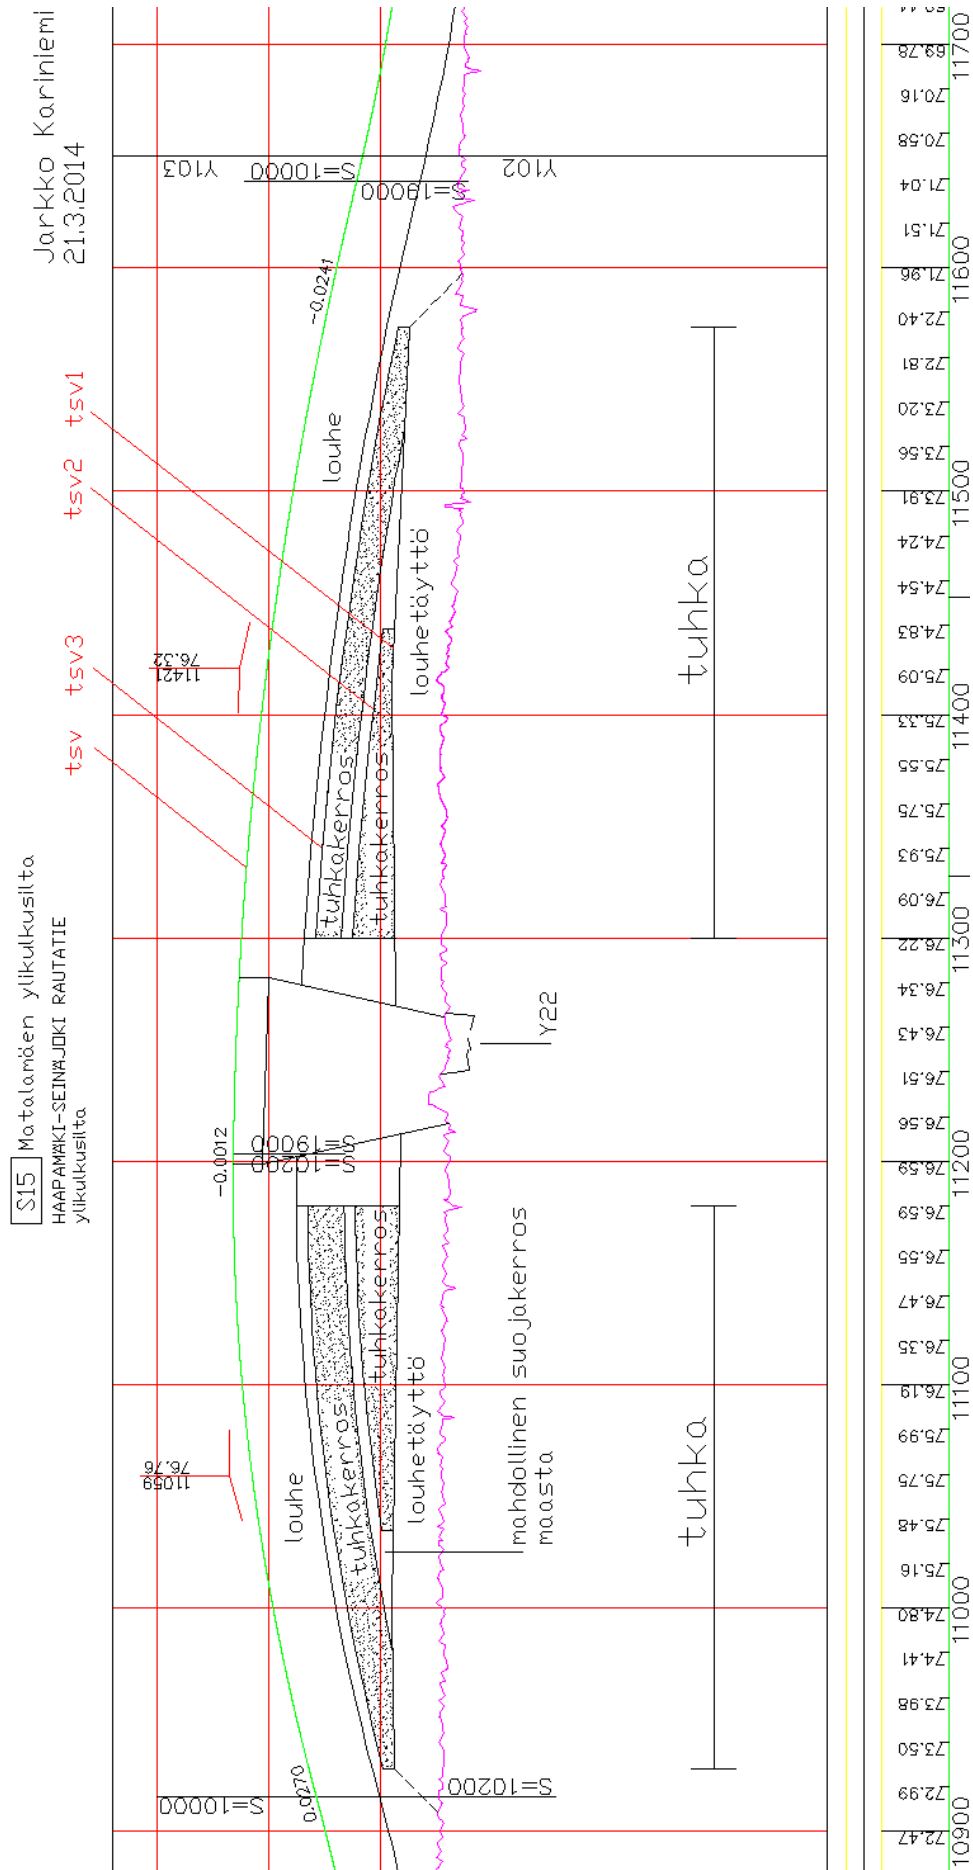 S15 Matalamäen ylikulkusilta
HAAPAMÄKI-SEINÄJOKI RAUTATIE
ylikulkusilta
Jarkko Kariniemi
21.3.2014
tsv
tsv3
tsv2
tsv1
11059
76.76
11421
76.32
0.0270
-0.0012
-0.0241
S=10000
S=10200
S=10200
S=19000
S=10000
S=19000
Y103
Y102
Y22
louhe
tuhkakerros
tuhkakerros
louhetäyttö
mahdollinen suojakerros
maasta
louhe
tuhkakerros
tuhkakerros
louhetäyttö
tuhka
tuhka
72.47
72.99
73.50
73.98
74.41
74.80
75.16
75.48
75.75
75.99
76.19
76.35
76.47
76.55
76.59
76.59
76.56
76.51
76.43
76.34
76.22
76.09
75.93
75.75
75.55
75.33
75.09
74.83
74.54
74.24
73.91
73.56
73.20
72.81
72.40
71.96
71.51
71.04
70.58
70.16
69.78
10900
11000
11100
11200
11300
11400
11500
11600
11700